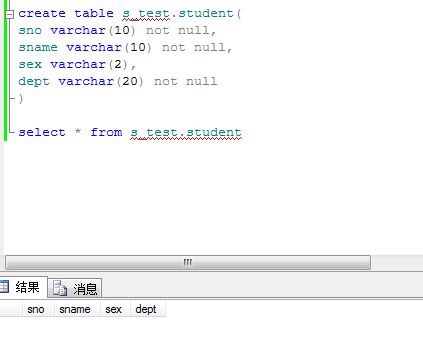 create table s_test.student(
sno varchar(10) not null,
sname varchar(10) not null,
sex varchar(2),
dept varchar(20) not null
)
select * from s_test.student
结果 消息
sno sname sex dept